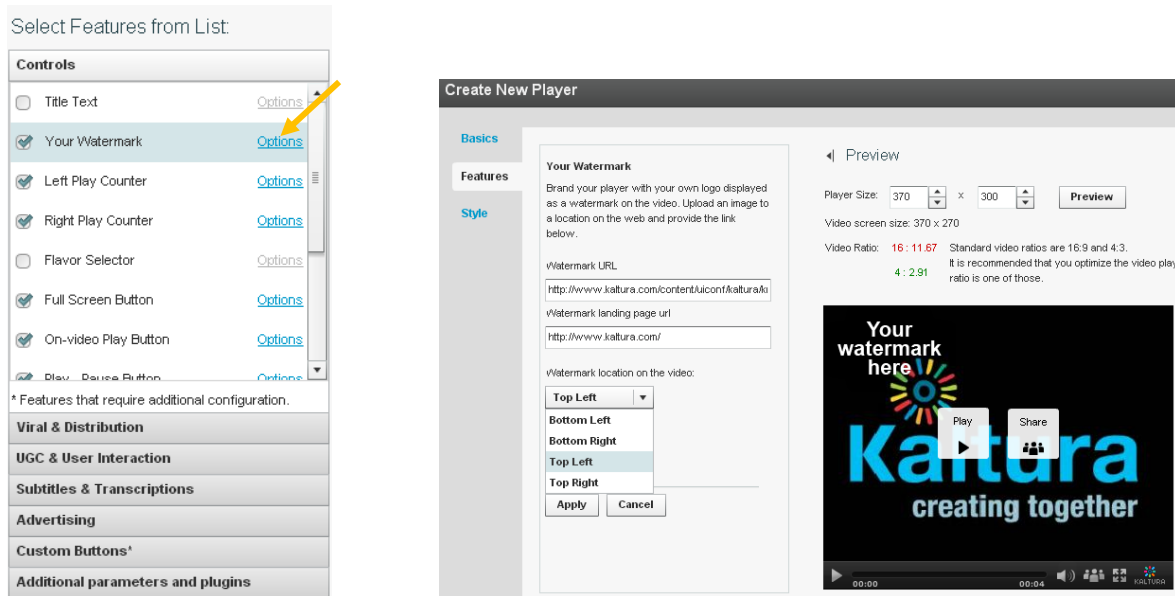 Select Features from List:
Controls
Title Text Options
Your Watermark Options
Left Play Counter Options
Right Play Counter Options
Flavor Selector Options
Full Screen Button Options
On-video Play Button Options
Play Pause Button Options
* Features that require additional configuration.
Viral & Distribution
UGC & User Interaction
Subtitles & Transcriptions
Advertising
Custom Buttons*
Additional parameters and plugins
Create New Player
Basics
Features
Style
Your Watermark
Brand your player with your own logo displayed
as a watermark on the video. Upload an image to
a location on the web and provide the link
below.
Watermark URL
http://www.kaltura.com/content/uiconf/kaltura/k
Watermark landing page url
http://www.kaltura.com/
Watermark location on the video:
Top Left
Bottom Left
Bottom Right
Top Left
Top Right
Apply Cancel
Preview
Player Size: 370 x 300 Preview
Video screen size: 370 x 270
Video Ratio: 16 : 11.67 Standard video ratios are 16:9 and 4:3.
It is recommended that you optimize the video play
4 : 2.91 ratio is one of those.
Your
watermark
here
Play Share
Kaltura
creating together
00:00 00:04 KALTURA